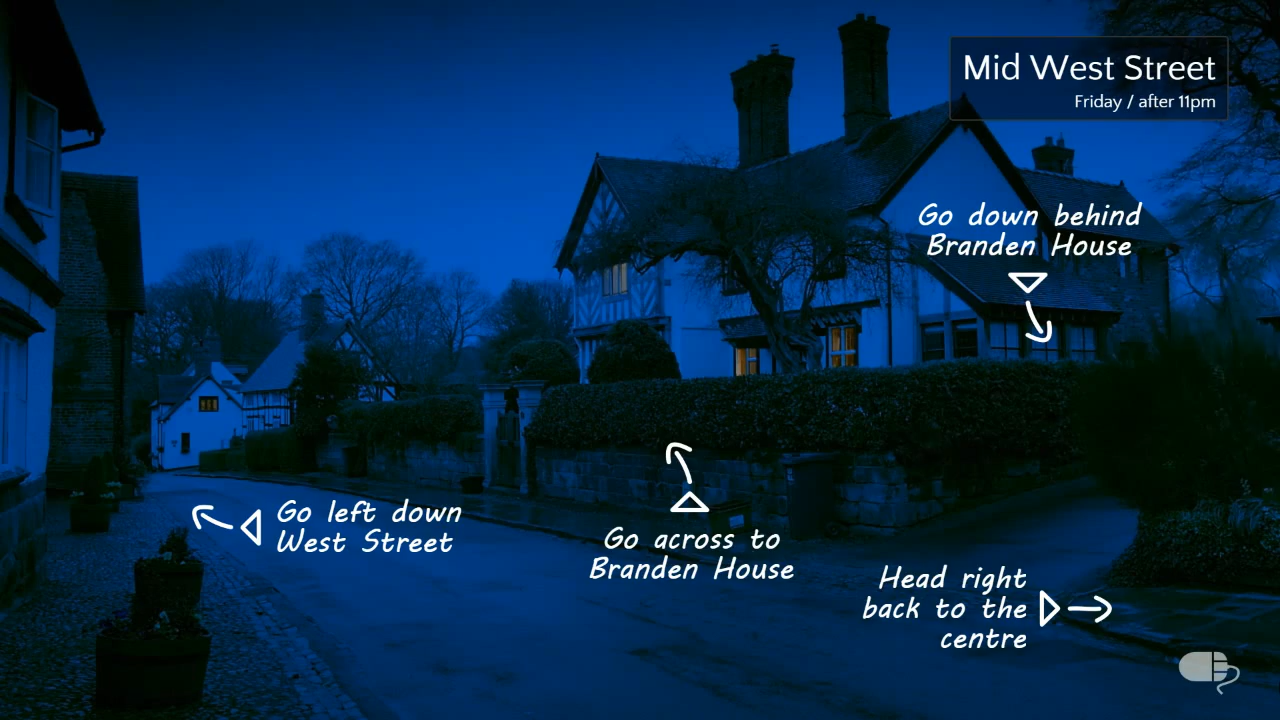 Mid West Street
Friday / after 11pm
Go down behind
Branden House
Go left down
West Street
Go across to
Branden House
Head right
back to the
centre